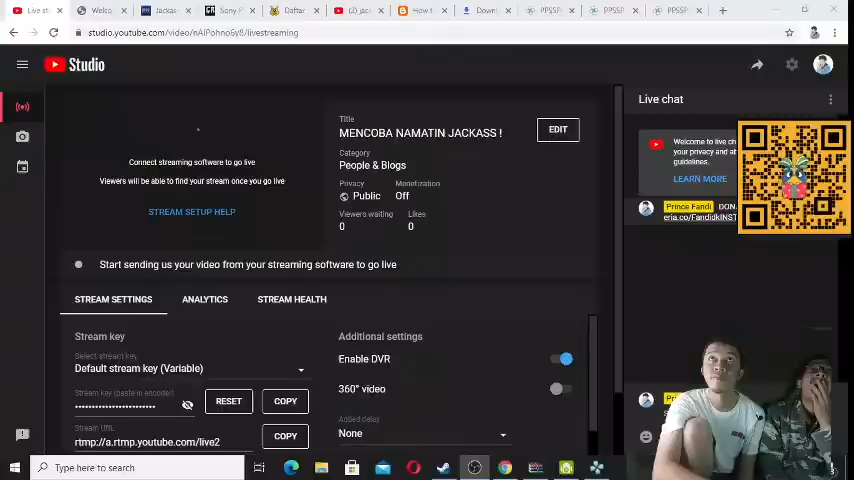 Live st
Welco
Jackas
Sony P
Daftar
(2) jac
How t
Downl
PPSSP
PPSSP
PPSSP
studio.youtube.com/video/nAlPohno6y8/livestreaming
Studio
Connect streaming software to go live
Viewers will be able to find your stream once you go live
STREAM SETUP HELP
Title
MENCOBA NAMATIN JACKASS !
EDIT
Category
People & Blogs
Privacy
Monetization
Public
Off
Viewers waiting
Likes
0
0
Start sending us your video from your streaming software to go live
STREAM SETTINGS
ANALYTICS
STREAM HEALTH
Stream key
Select stream key
Default stream key (Variable)
Stream key (paste in encoder)
RESET
COPY
Stream URL
rtmp://a.rtmp.youtube.com/live2
COPY
Additional settings
Enable DVR
360° video
Added delay
None
Live chat
Welcome to live ch
your privacy and ab
guidelines.
LEARN MORE
Prince Fandi DON
eria.co/FandidkINST
Type here to search